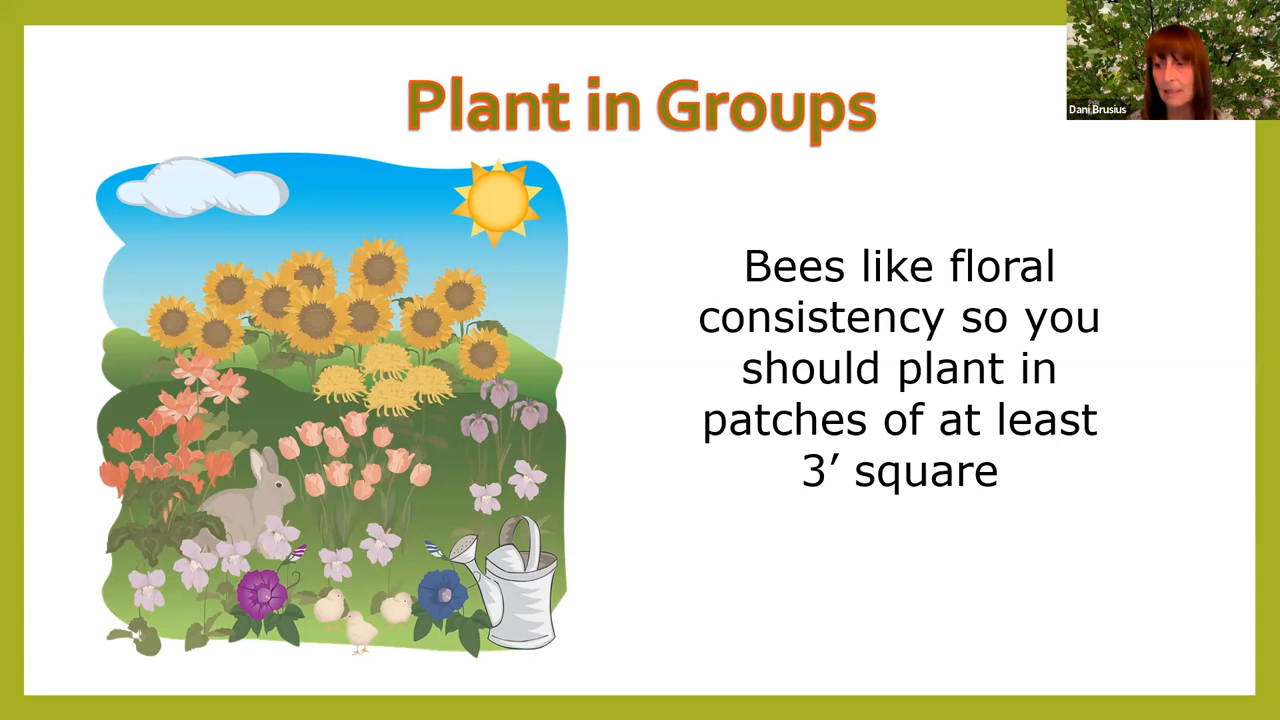 Plant in Groups
Dani Brusius
Bees like floral
consistency so you
should plant in
patches of at least
3’ square